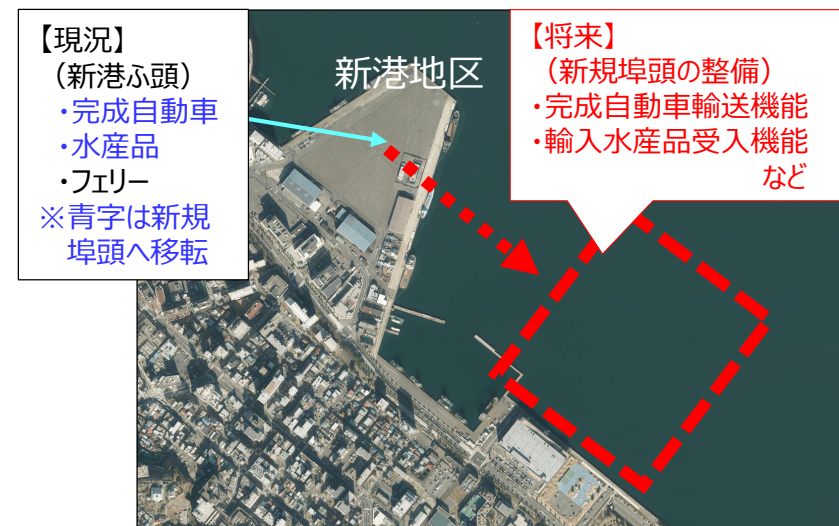 【現況】
(新港ふ頭)
・完成自動車
・水産品
・フェリー
※青字は新規
埠頭へ移転
新港地区
【将来】
(新規埠頭の整備)
・完成自動車輸送機能
・輸入水産品受入機能
など